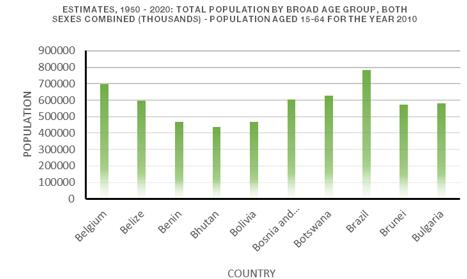 ESTIMATES, 1950 - 2020: TOTAL POPULATION BY BROAD AGE GROUP, BOTH
SEXES COMBINED (THOUSANDS) - POPULATION AGED 15-64 FOR THE YEAR 2010
POPULATION
900000
800000
700000
600000
500000
400000
300000
200000
100000
0
Belgium
Belize
Benin
Bhutan
Bolivia
Bosnia and...
Botswana
Brazil
Brunei
Bulgaria
COUNTRY